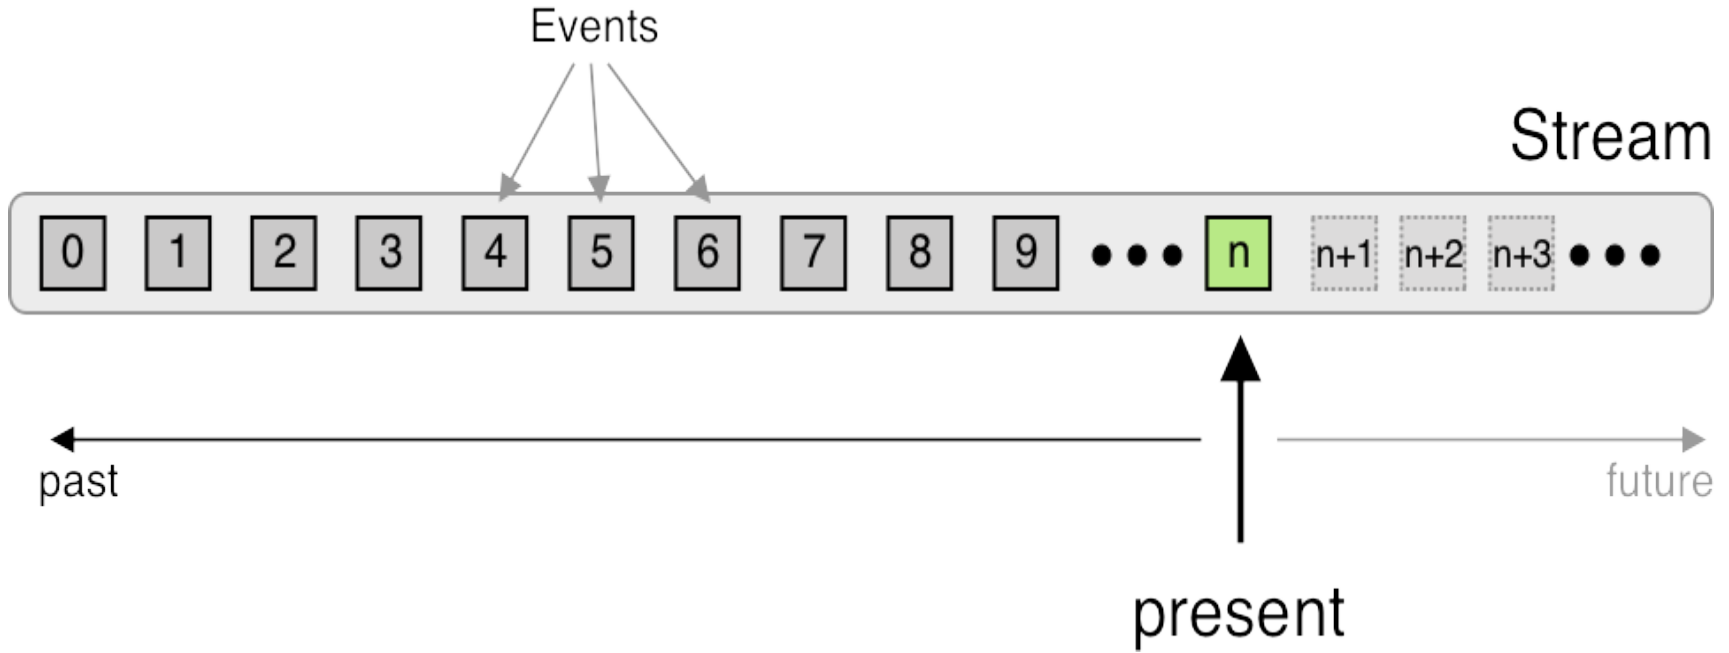 Events
Stream
0 1 2 3 4 5 6 7 8 9 ●●● n n+1 n+2 n+3 ●●●
past
future
present